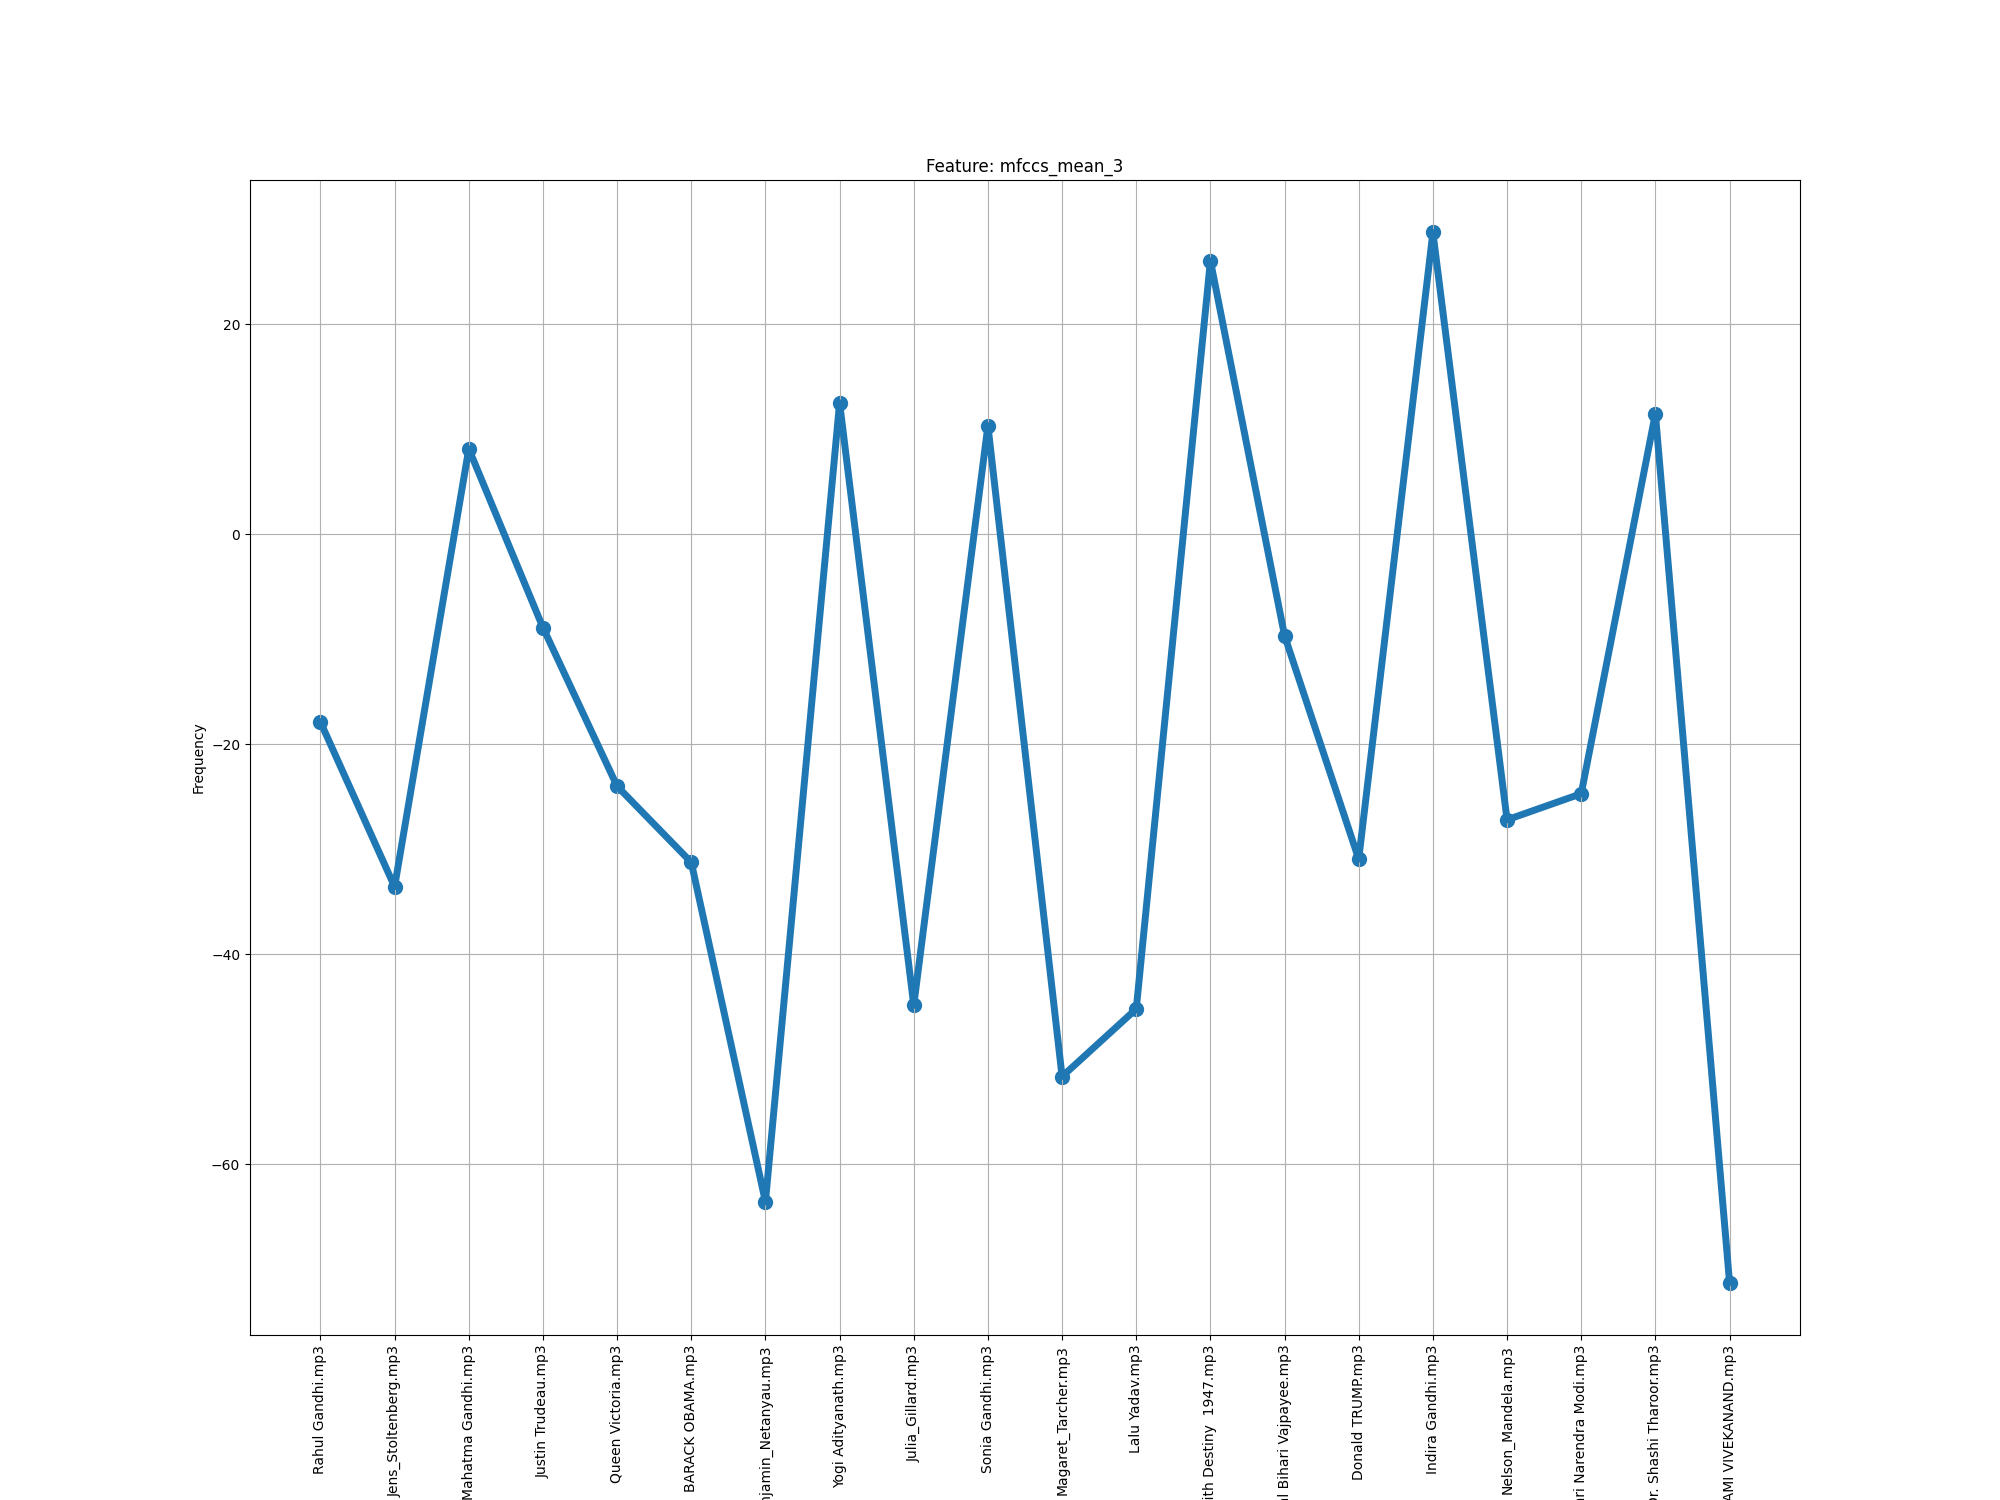 Feature: mfccs_mean_3
20
0
−20
−40
−60
Frequency
Rahul Gandhi.mp3
Jens_Stoltenberg.mp3
Mahatma Gandhi.mp3
Justin Trudeau.mp3
Queen Victoria.mp3
BARACK OBAMA.mp3
njamin_Netanyau.mp3
Yogi Adityanath.mp3
Julia_Gillard.mp3
Sonia Gandhi.mp3
Magaret_Tarcher.mp3
Lalu Yadav.mp3
ith Destiny  1947.mp3
al Bihari Vajpayee.mp3
Donald TRUMP.mp3
Indira Gandhi.mp3
Nelson_Mandela.mp3
ari Narendra Modi.mp3
Dr. Shashi Tharoor.mp3
AMI VIVEKANAND.mp3